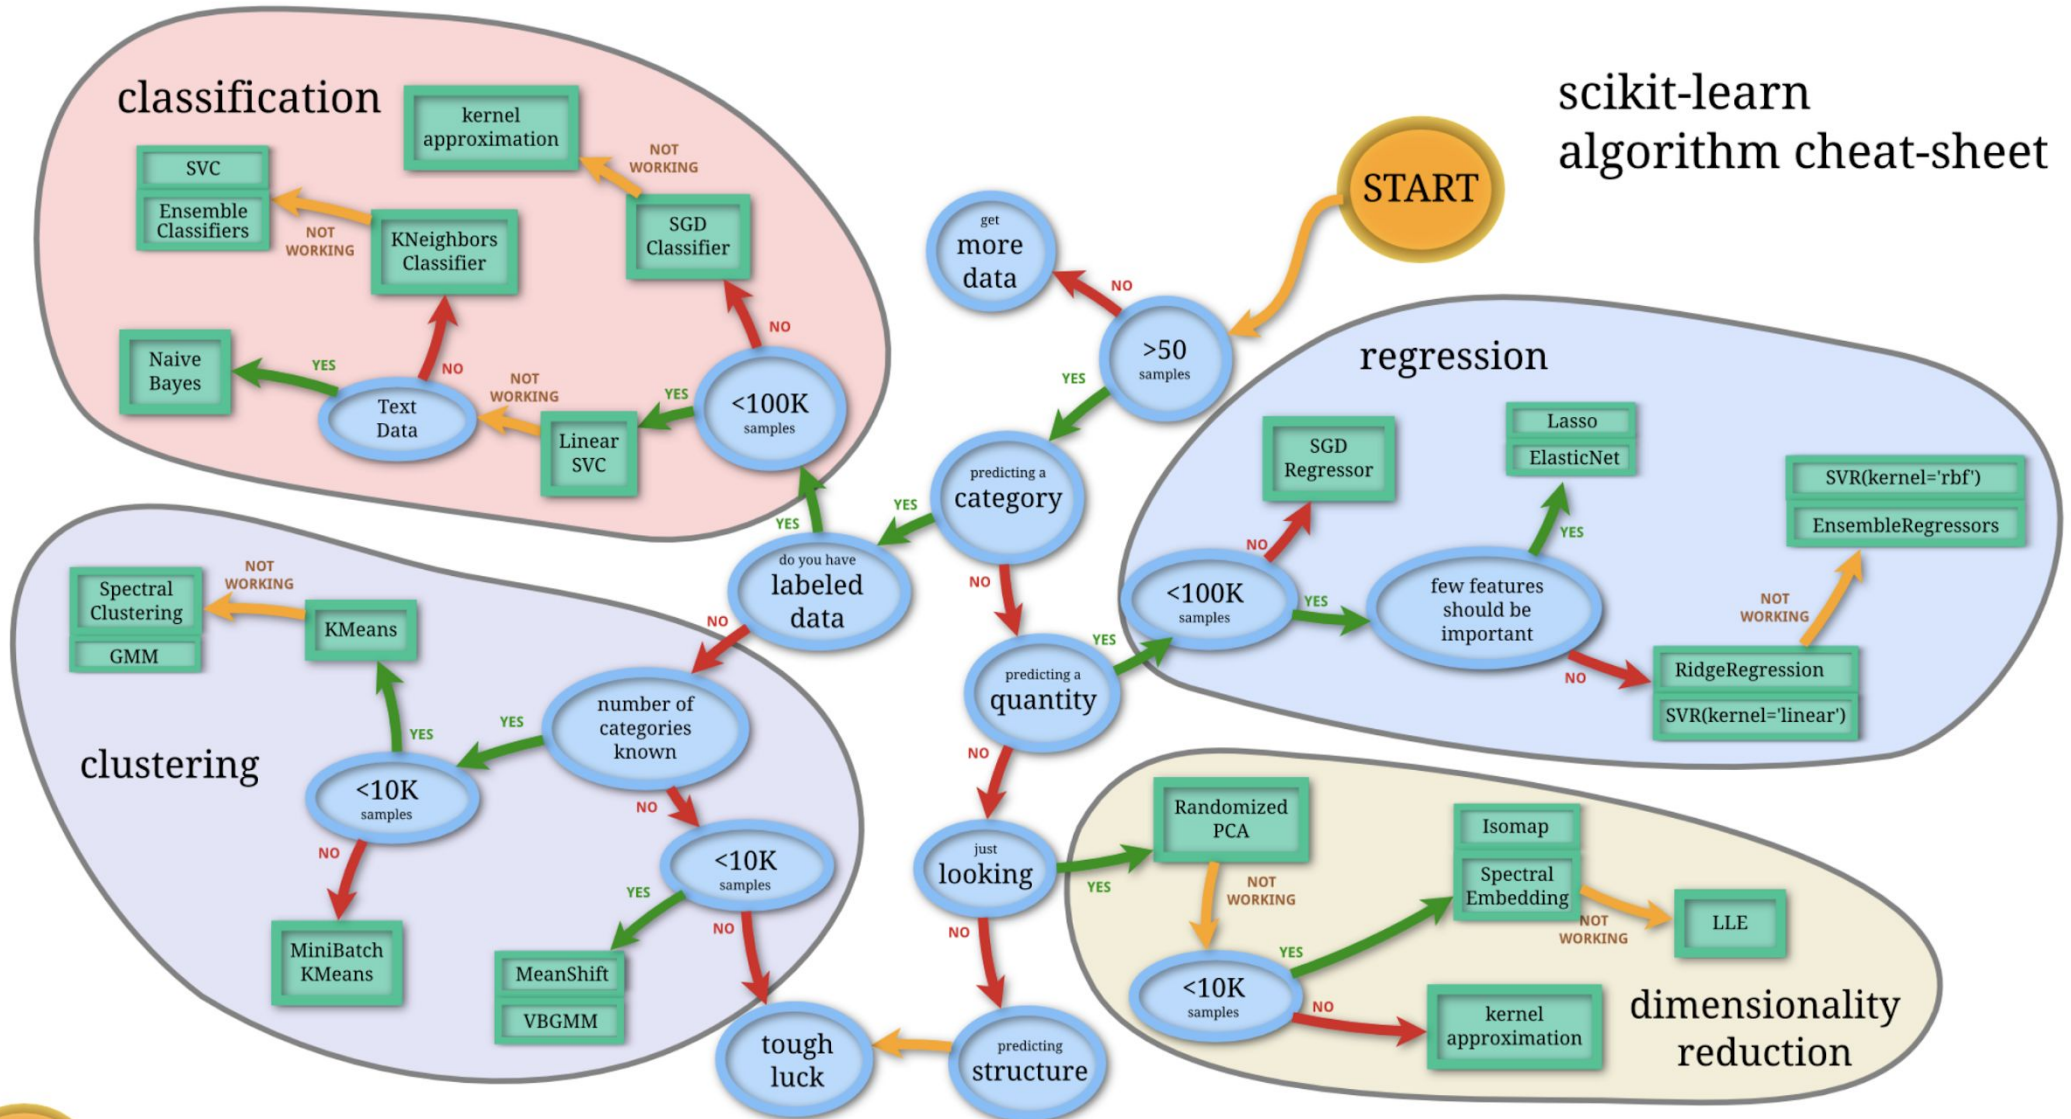 scikit-learn
algorithm cheat-sheet
START
>50
samples
NO
get
more
data
YES
predicting a
category
YES
do you have
labeled
data
YES
NO
NO
predicting a
quantity
YES
NO
just
looking
YES
NO
predicting
structure
tough
luck
classification
<100K
samples
NO
SGD
Classifier
NOT
WORKING
kernel
approximation
YES
Linear
SVC
NOT
WORKING
Text
Data
YES
Naive
Bayes
NO
KNeighbors
Classifier
NOT
WORKING
SVC
Ensemble
Classifiers
clustering
number of
categories
known
YES
<10K
samples
YES
KMeans
NOT
WORKING
Spectral
Clustering
GMM
NO
MiniBatch
KMeans
NO
<10K
samples
YES
MeanShift
VBGMM
NO
regression
<100K
samples
NO
SGD
Regressor
YES
few features
should be
important
YES
Lasso
ElasticNet
NO
RidgeRegression
SVR(kernel='linear')
NOT
WORKING
SVR(kernel='rbf')
EnsembleRegressors
dimensionality
reduction
Randomized
PCA
NOT
WORKING
<10K
samples
YES
Isomap
Spectral
Embedding
NOT
WORKING
LLE
NO
kernel
approximation